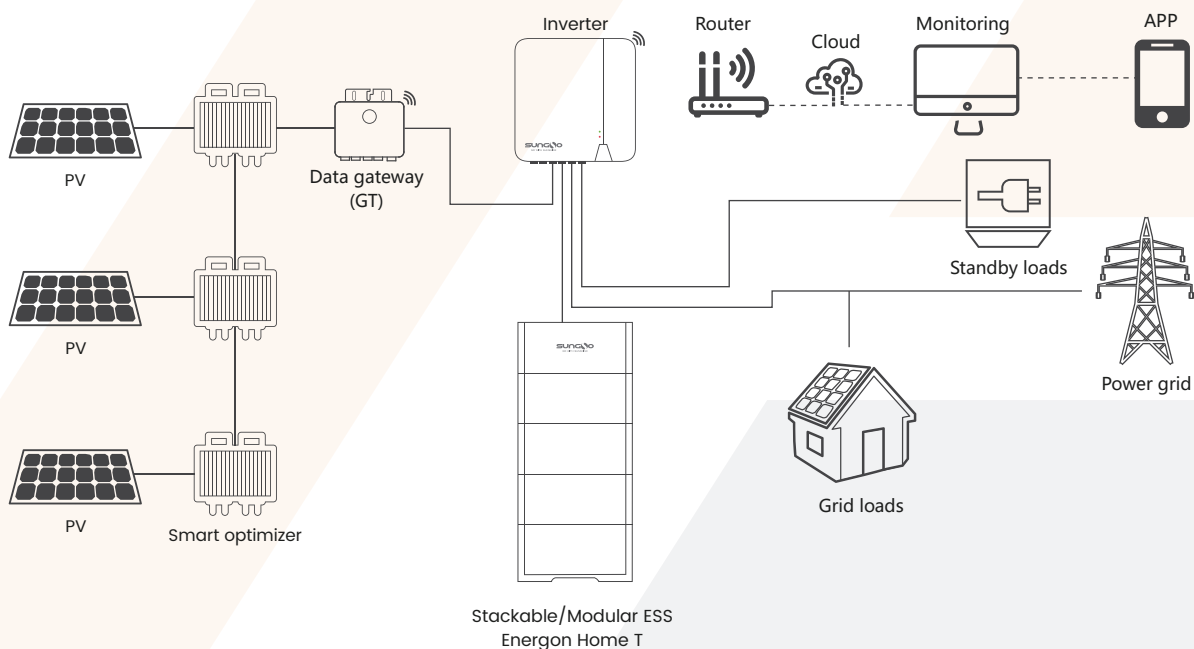 Inverter
Router
Cloud
Monitoring
APP
PV
Data gateway
(GT)
Standby loads
PV
Power grid
Grid loads
PV
Smart optimizer
Stackable/Modular ESS
Energon Home T